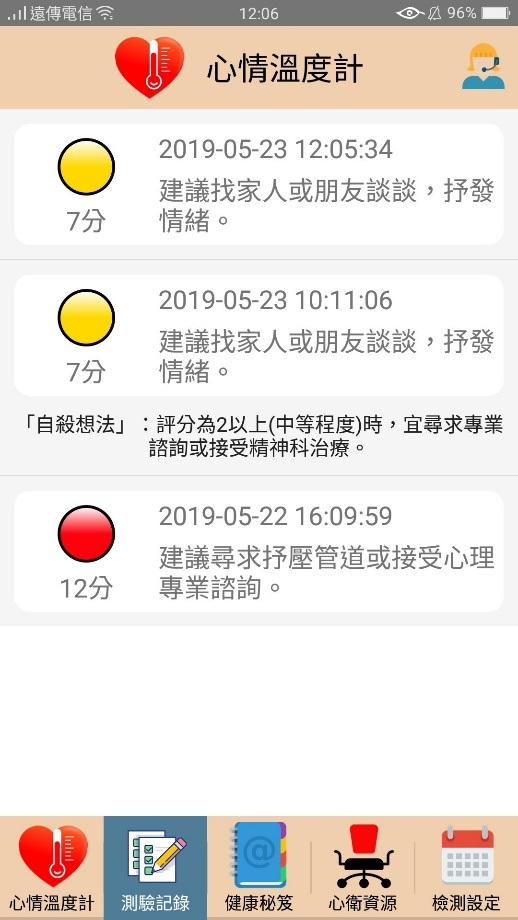 遠傳電信 12:06 96%
心情溫度計
2019-05-23 12:05:34
建議找家人或朋友談談，抒發
情緒。
7分
2019-05-23 10:11:06
建議找家人或朋友談談，抒發
情緒。
7分
「自殺想法」：評分為2以上(中等程度)時，宜尋求專業
諮詢或接受精神科治療。
2019-05-22 16:09:59
建議尋求抒壓管道或接受心理
專業諮詢。
12分
@
心情溫度計 測驗記錄 健康秘笈 心衛資源 檢測設定